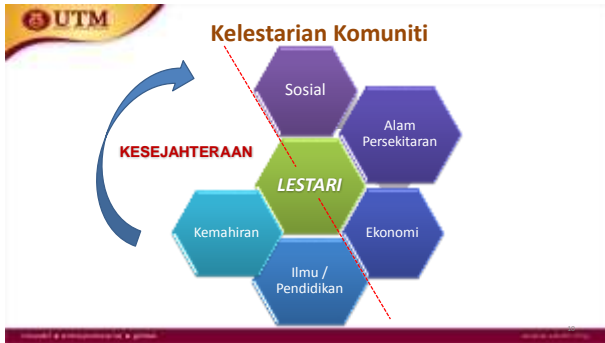 UTM
Kelestarian Komuniti
Sosial
Alam
Persekitaran
KESEJAHTERAAN
LESTARI
Kemahiran
Ekonomi
Ilmu /
Pendidikan